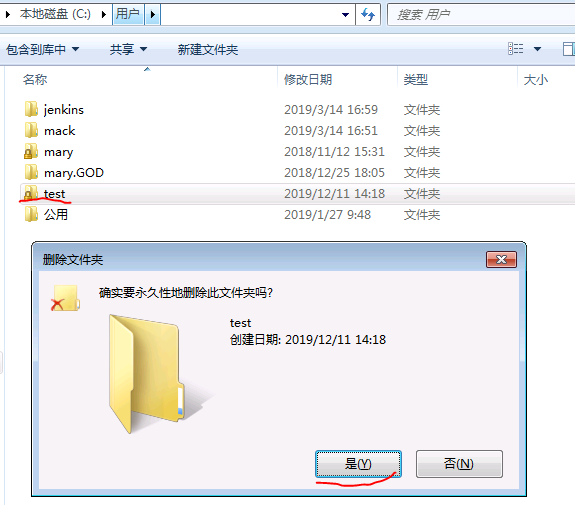 本地磁盘 (C:) 用户 搜索 用户
包含到库中 共享 新建文件夹
名称 修改日期 类型 大小
jenkins 2019/3/14 16:59 文件夹
mack 2019/3/14 16:51 文件夹
mary 2018/11/12 15:31 文件夹
mary.GOD 2018/12/25 18:05 文件夹
test 2019/12/11 14:18 文件夹
公用 2019/1/27 9:48 文件夹
删除文件夹
确实要永久性地删除此文件夹吗?
test
创建日期: 2019/12/11 14:18
是(Y) 否(N)